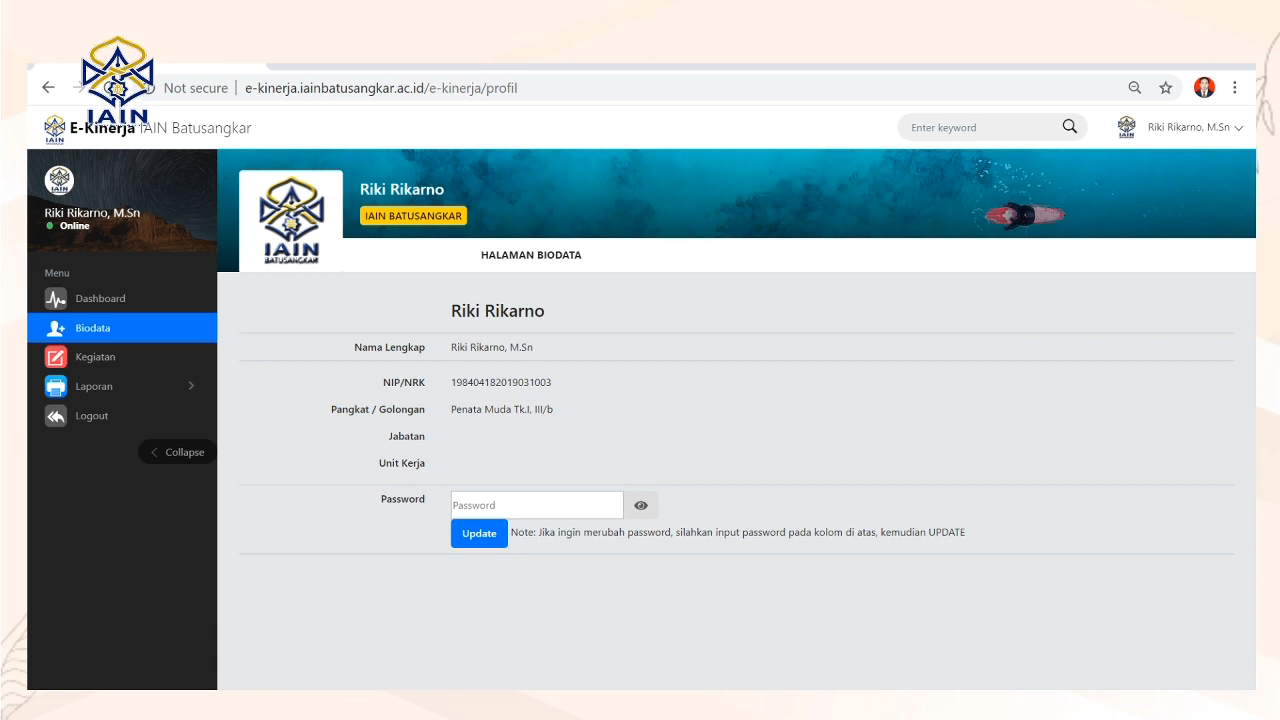 Not secure | e-kinerja.iainbatusangkar.ac.id/e-kinerja/profil
IAIN
E-Kinerja IAIN Batusangkar
Enter keyword
Riki Rikarno, M.Sn
IAIN
Riki Rikarno, M.Sn
Online
Menu
Dashboard
Biodata
Kegiatan
Laporan
Logout
Collapse
IAIN
BATUSANGKAR
Riki Rikarno
IAIN BATUSANGKAR
HALAMAN BIODATA
Riki Rikarno
Nama Lengkap Riki Rikarno, M.Sn
NIP/NRK 198404182019031003
Pangkat / Golongan Penata Muda Tk.I, III/b
Jabatan
Unit Kerja
Password Password
Update Note: Jika ingin merubah password, silahkan input password pada kolom di atas, kemudian UPDATE